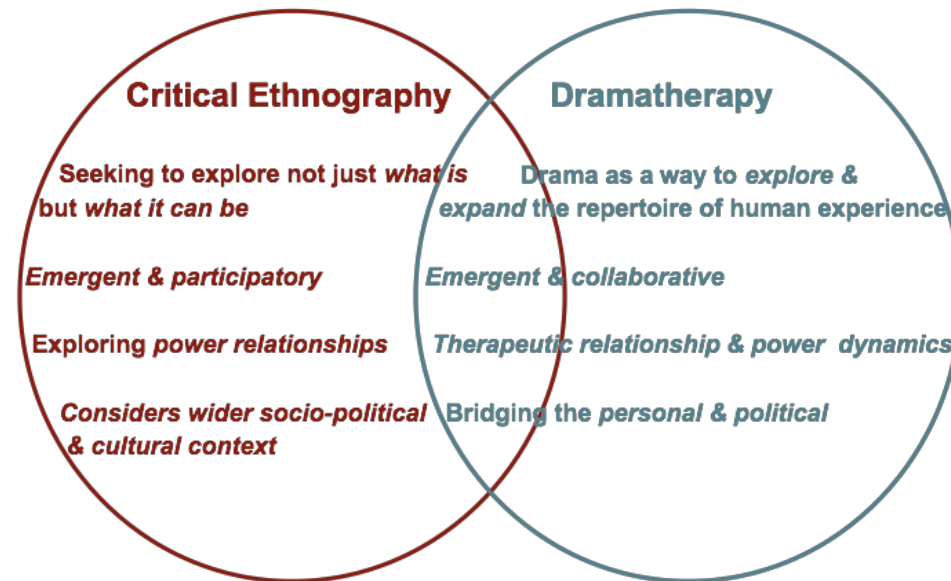 Critical Ethnography
Seeking to explore not just what is
but what it can be
Emergent & participatory
Exploring power relationships
Considers wider socio-political
& cultural context
Dramatherapy
Drama as a way to explore &
expand the repertoire of human experience
Emergent & collaborative
Therapeutic relationship & power dynamics
Bridging the personal & political